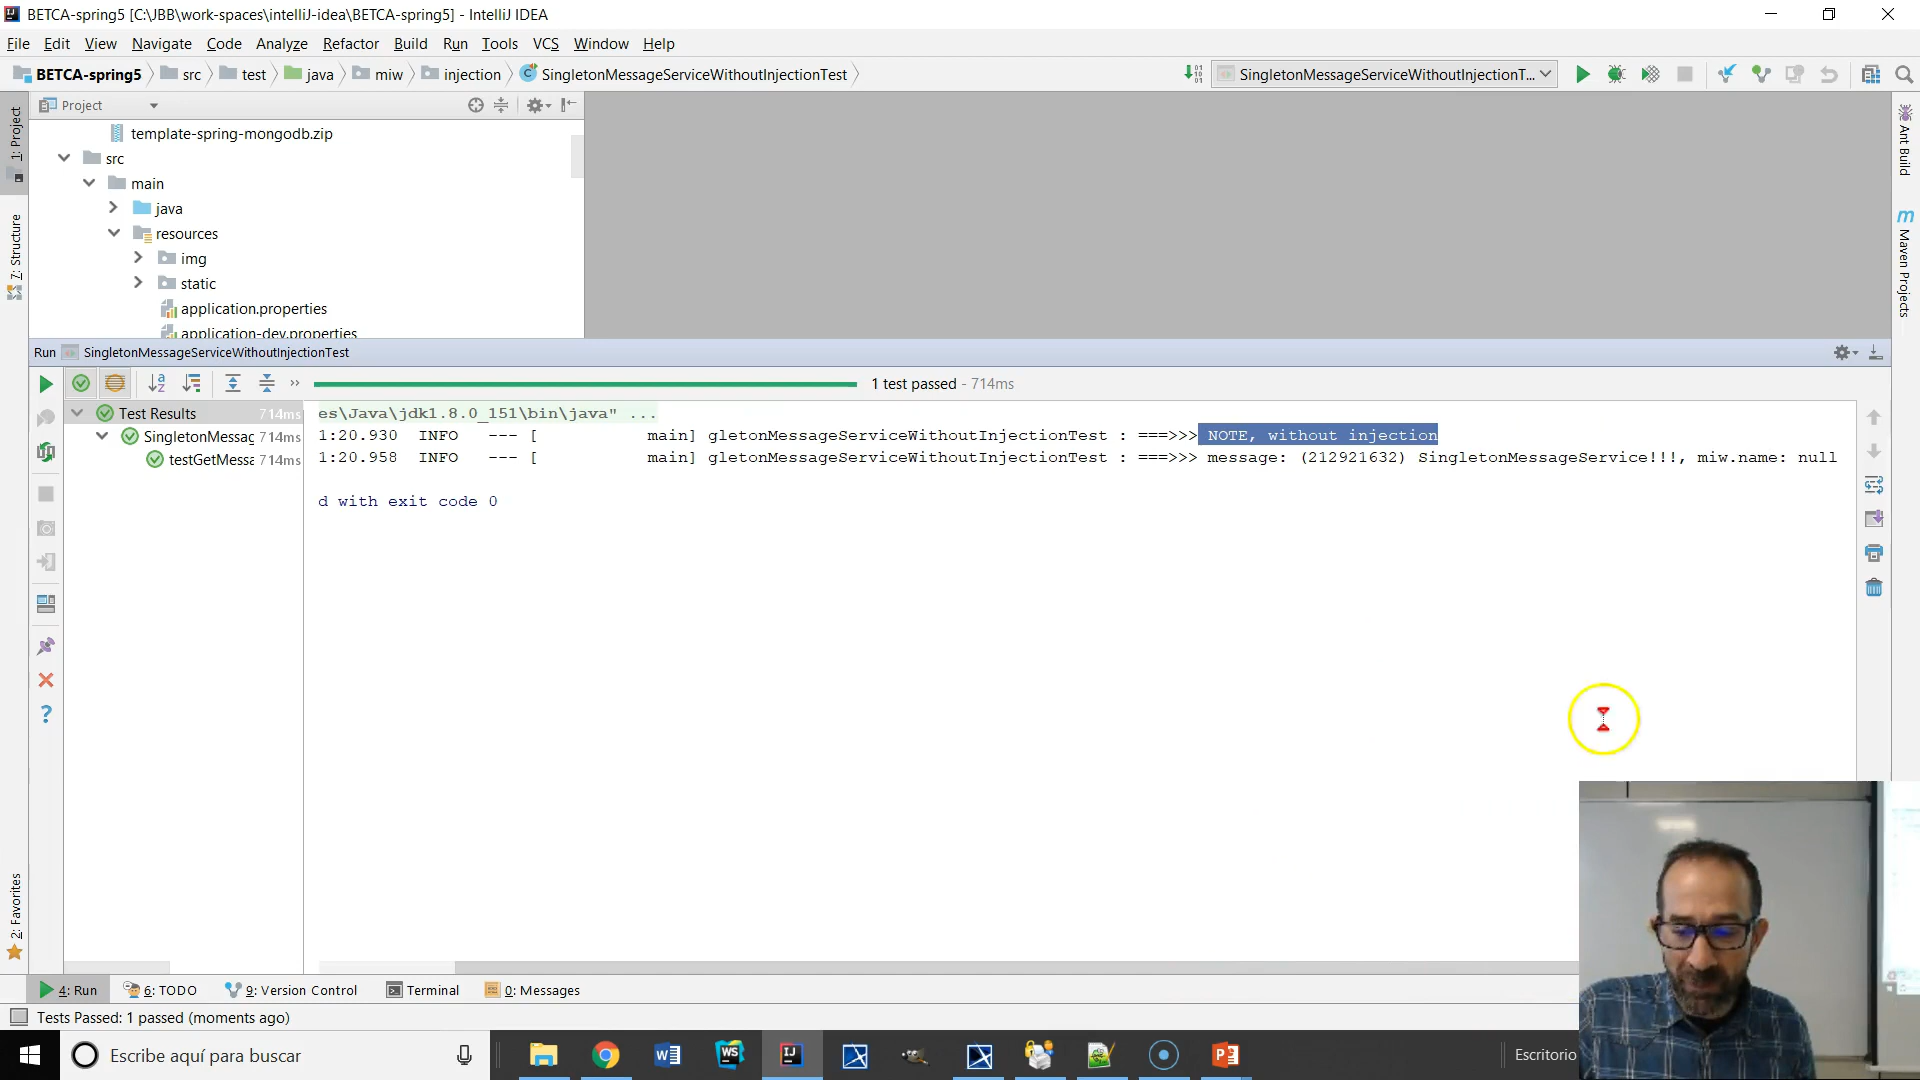 BETCA-spring5 [C:\JBB\work-spaces\intelliJ-idea\BETCA-spring5] - IntelliJ IDEA
File Edit View Navigate Code Analyze Refactor Build Run Tools VCS Window Help
BETCA-spring5 src test java miw injection SingletonMessageServiceWithoutInjectionTest SingletonMessageServiceWithoutInjectionT...
1: Project
7: Structure
2: Favorites
Project
template-spring-mongodb.zip
src
main
java
resources
img
static
application.properties
application-dev.properties
Ant Build
Maven Projects
Run SingletonMessageServiceWithoutInjectionTest
1 test passed - 714ms
Test Results 714ms
SingletonMessag 714ms
testGetMessa 714ms
es\Java\jdk1.8.0_151\bin\java" ...
1:20.930 INFO --- [ main] gletonMessageServiceWithoutInjectionTest : ===>>> NOTE, without injection
1:20.958 INFO --- [ main] gletonMessageServiceWithoutInjectionTest : ===>>> message: (212921632) SingletonMessageService!!!, miw.name: null
d with exit code 0
4: Run 6: TODO 9: Version Control Terminal 0: Messages
Tests Passed: 1 passed (moments ago)
Escribe aquí para buscar
Escritorio